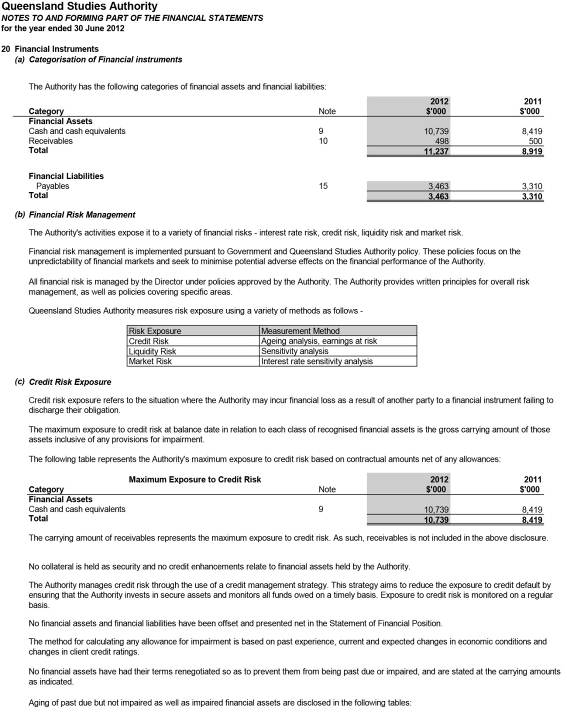 Queensland Studies Authority
NOTES TO AND FORMING PART OF THE FINANCIAL STATEMENTS
for the year ended 30 June 2012
20 Financial Instruments
(a) Categorisation of Financial instruments
The Authority has the following categories of financial assets and financial liabilities:
2012 2011
Category Note $'000 $'000
Financial Assets
Cash and cash equivalents 9 10,739 8,419
Receivables 10 498 500
Total 11,237 8,919
Financial Liabilities
Payables 15 3,463 3,310
Total 3,463 3,310
(b) Financial Risk Management
The Authority's activities expose it to a variety of financial risks - interest rate risk, credit risk, liquidity risk and market risk.
Financial risk management is implemented pursuant to Government and Queensland Studies Authority policy. These policies focus on the
unpredictability of financial markets and seek to minimise potential adverse effects on the financial performance of the Authority.
All financial risk is managed by the Director under policies approved by the Authority. The Authority provides written principles for overall risk
management, as well as policies covering specific areas.
Queensland Studies Authority measures risk exposure using a variety of methods as follows -
Risk Exposure Measurement Method
Credit Risk Ageing analysis, earnings at risk
Liquidity Risk Sensitivity analysis
Market Risk Interest rate sensitivity analysis
(c) Credit Risk Exposure
Credit risk exposure refers to the situation where the Authority may incur financial loss as a result of another party to a financial instrument failing to
discharge their obligation.
The maximum exposure to credit risk at balance date in relation to each class of recognised financial assets is the gross carrying amount of those
assets inclusive of any provisions for impairment.
The following table represents the Authority's maximum exposure to credit risk based on contractual amounts net of any allowances:
Maximum Exposure to Credit Risk 2012 2011
Category Note $'000 $'000
Financial Assets
Cash and cash equivalents 9 10,739 8,419
Total 10,739 8,419
The carrying amount of receivables represents the maximum exposure to credit risk. As such, receivables is not included in the above disclosure.
No collateral is held as security and no credit enhancements relate to financial assets held by the Authority.
The Authority manages credit risk through the use of a credit management strategy. This strategy aims to reduce the exposure to credit default by
ensuring that the Authority invests in secure assets and monitors all funds owed on a timely basis. Exposure to credit risk is monitored on a regular
basis.
No financial assets and financial liabilities have been offset and presented net in the Statement of Financial Position.
The method for calculating any allowance for impairment is based on past experience, current and expected changes in economic conditions and
changes in client credit ratings.
No financial assets have had their terms renegotiated so as to prevent them from being past due or impaired, and are stated at the carrying amounts
as indicated.
Aging of past due but not impaired as well as impaired financial assets are disclosed in the following tables: